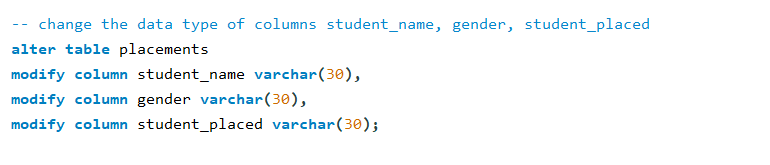 -- change the data type of columns student_name, gender, student_placed
alter table placements
modify column student_name varchar(30),
modify column gender varchar(30),
modify column student_placed varchar(30);